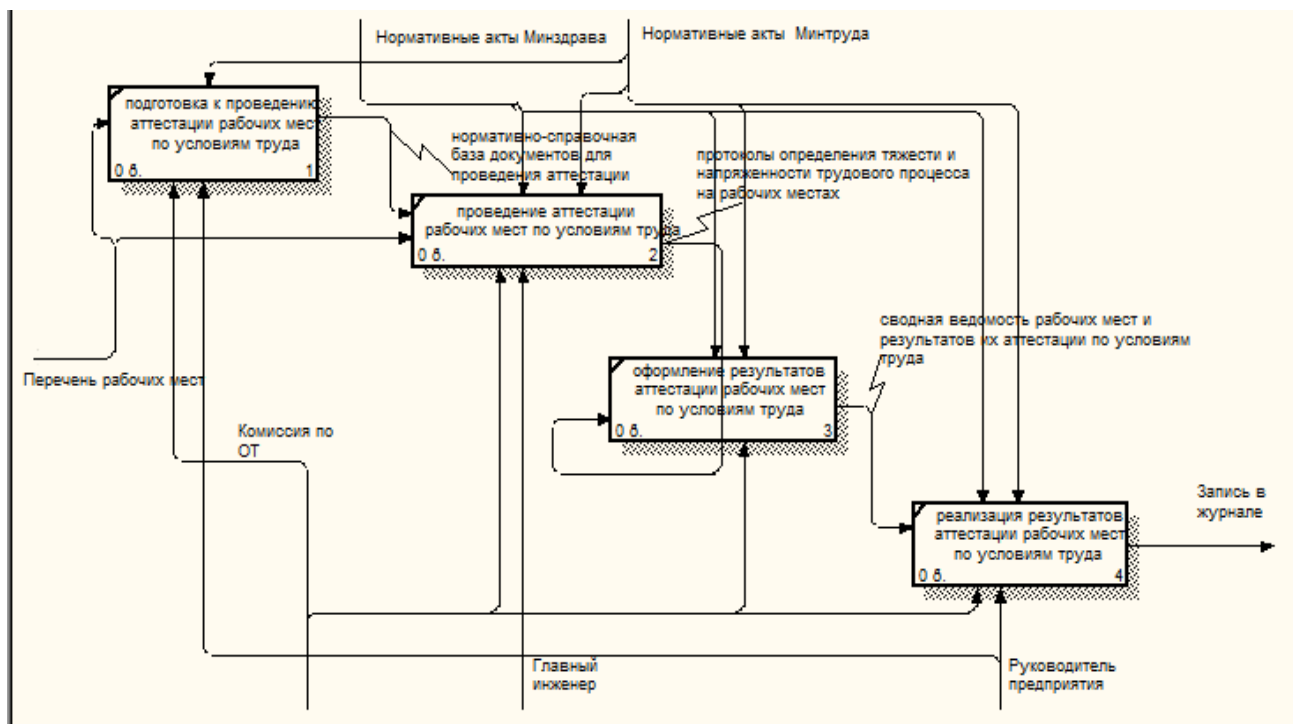 Нормативные акты Минздрава
Нормативные акты Минтруда
подготовка к проведению
аттестации рабочих мест
по условиям труда
0 б.
1
нормативно-справочная
база документов для
проведения аттестации
протоколы определения тяжести и
напряженности трудового процесса
на рабочих местах
проведение аттестации
рабочих мест по условиям труда
0 б.
2
сводная ведомость рабочих мест и
результатов их аттестации по условиям
труда
Перечень рабочих мест
оформление результатов
аттестации рабочих мест
по условиям труда
0 б.
3
Комиссия по
ОТ
Запись в
журнале
реализация результатов
аттестации рабочих мест
по условиям труда
0 б.
4
Главный
инженер
Руководитель
предприятия